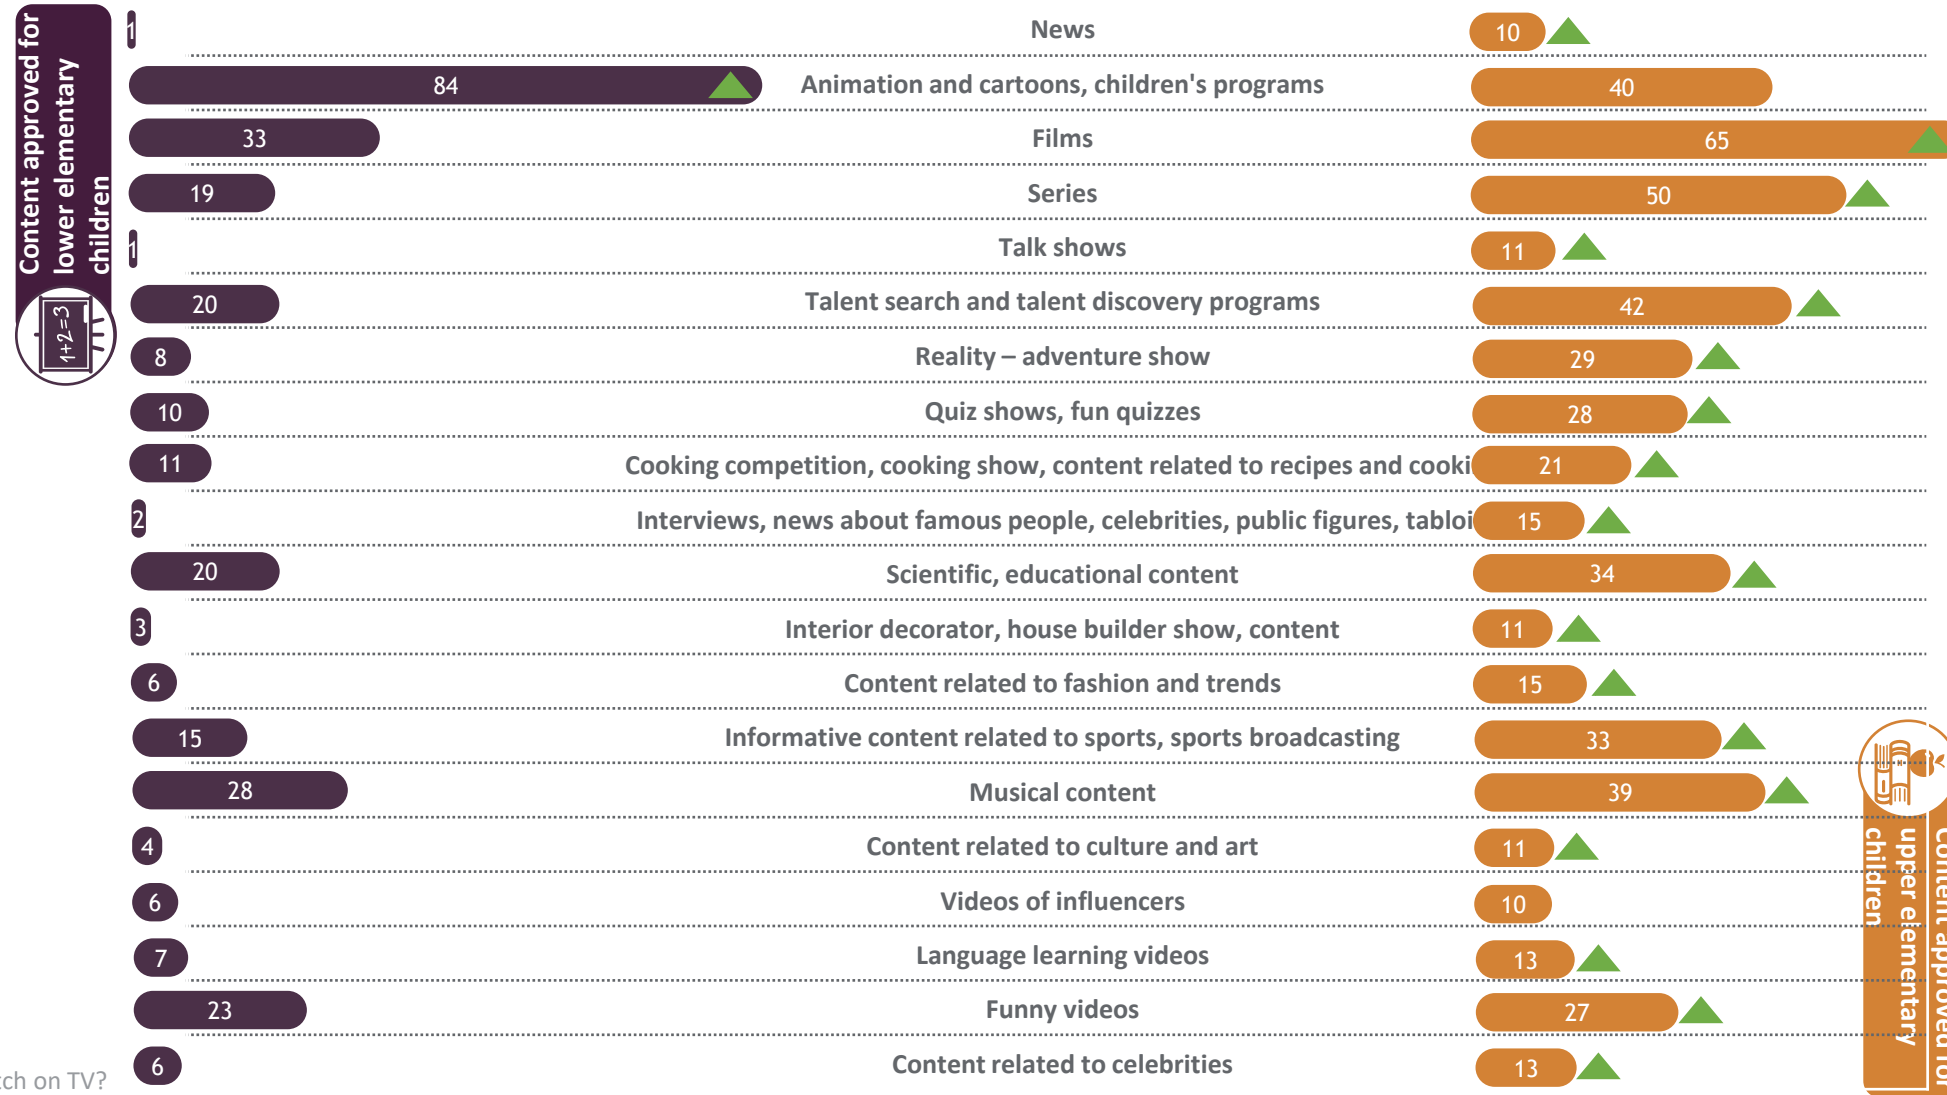 Content approved for
lower elementary
children
1+2=3
1 News 10
84 Animation and cartoons, children's programs 40
33 Films 65
19 Series 50
1 Talk shows 11
20 Talent search and talent discovery programs 42
8 Reality – adventure show 29
10 Quiz shows, fun quizzes 28
11 Cooking competition, cooking show, content related to recipes and cooki 21
2 Interviews, news about famous people, celebrities, public figures, tabloi 15
20 Scientific, educational content 34
3 Interior decorator, house builder show, content 11
6 Content related to fashion and trends 15
15 Informative content related to sports, sports broadcasting 33
28 Musical content 39
4 Content related to culture and art 11
6 Videos of influencers 10
7 Language learning videos 13
23 Funny videos 27
6 Content related to celebrities 13
Content approved for
upper elementary
children
tch on TV?